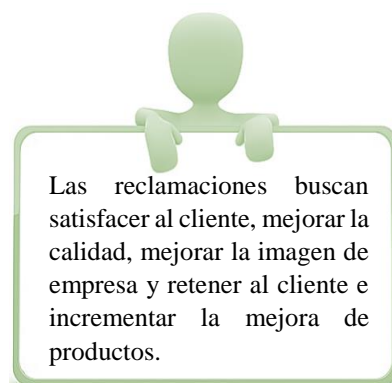 Las reclamaciones buscan
satisfacer al cliente, mejorar la
calidad, mejorar la imagen de
empresa y retener al cliente e
incrementar la mejora de
productos.